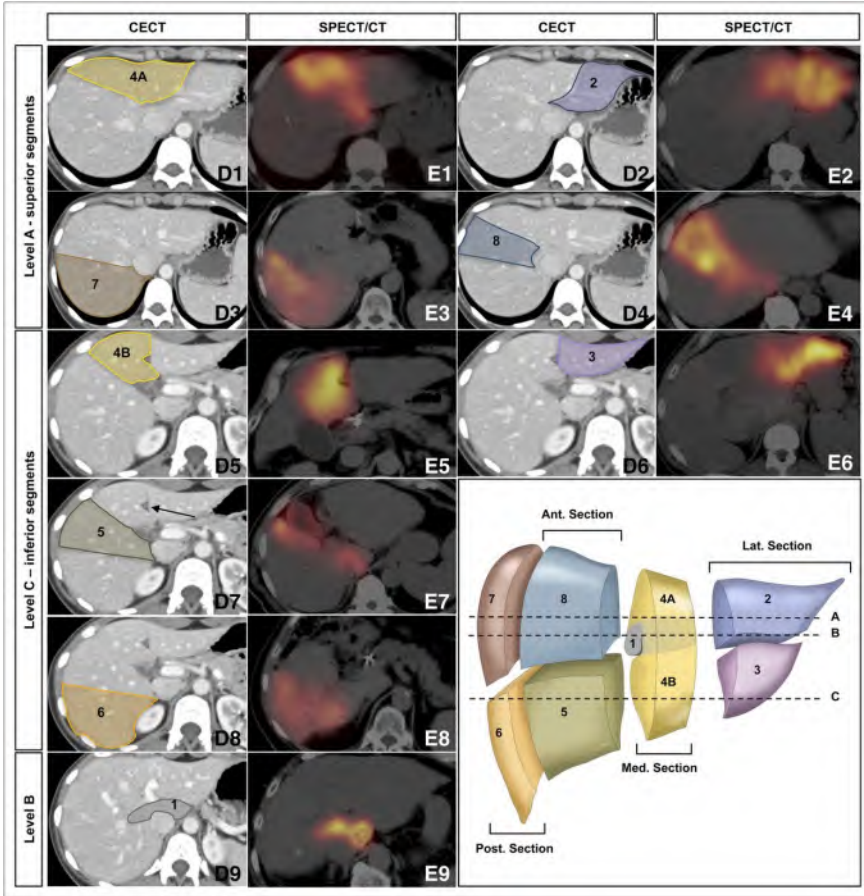 CECT SPECT/CT CECT SPECT/CT
Level A - superior segments
4A D1 E1 2 D2 E2
7 D3 E3 8 D4 E4
Level C – inferior segments
4B D5 E5 3 D6 E6
5 D7 E7
6 D8 E8
Level B
1 D9 E9
Ant. Section
Lat. Section
7 8 4A 2
A
1 B
3
4B
C
6 5
Med. Section
Post. Section